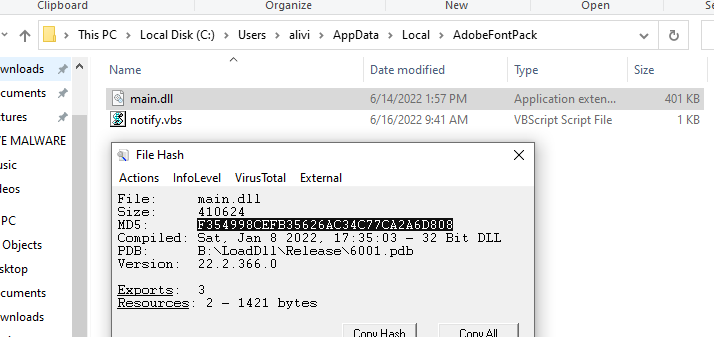 Clipboard Organize New Open Se
This PC Local Disk (C:) Users alivi AppData Local AdobeFontPack
wnloads
cuments
tures
VE MALWARE
usic
deos
PC
Objects
sktop
cuments
wnloads
Name Date modified Type Size
main.dll 6/14/2022 1:57 PM Application exten... 401 KB
notify.vbs 6/16/2022 9:41 AM VBScript Script File 1 KB
File Hash
Actions InfoLevel VirusTotal External
File: main.dll
Size: 410624
MD5: F354998CEFB35626AC34C77CA2A6D808
Compiled: Sat, Jan 8 2022, 17:35:03 - 32 Bit DLL
PDB: B:\LoadDll\Release\6001.pdb
Version: 22.2.366.0
Exports: 3
Resources: 2 - 1421 bytes
Copy Hash Copy All